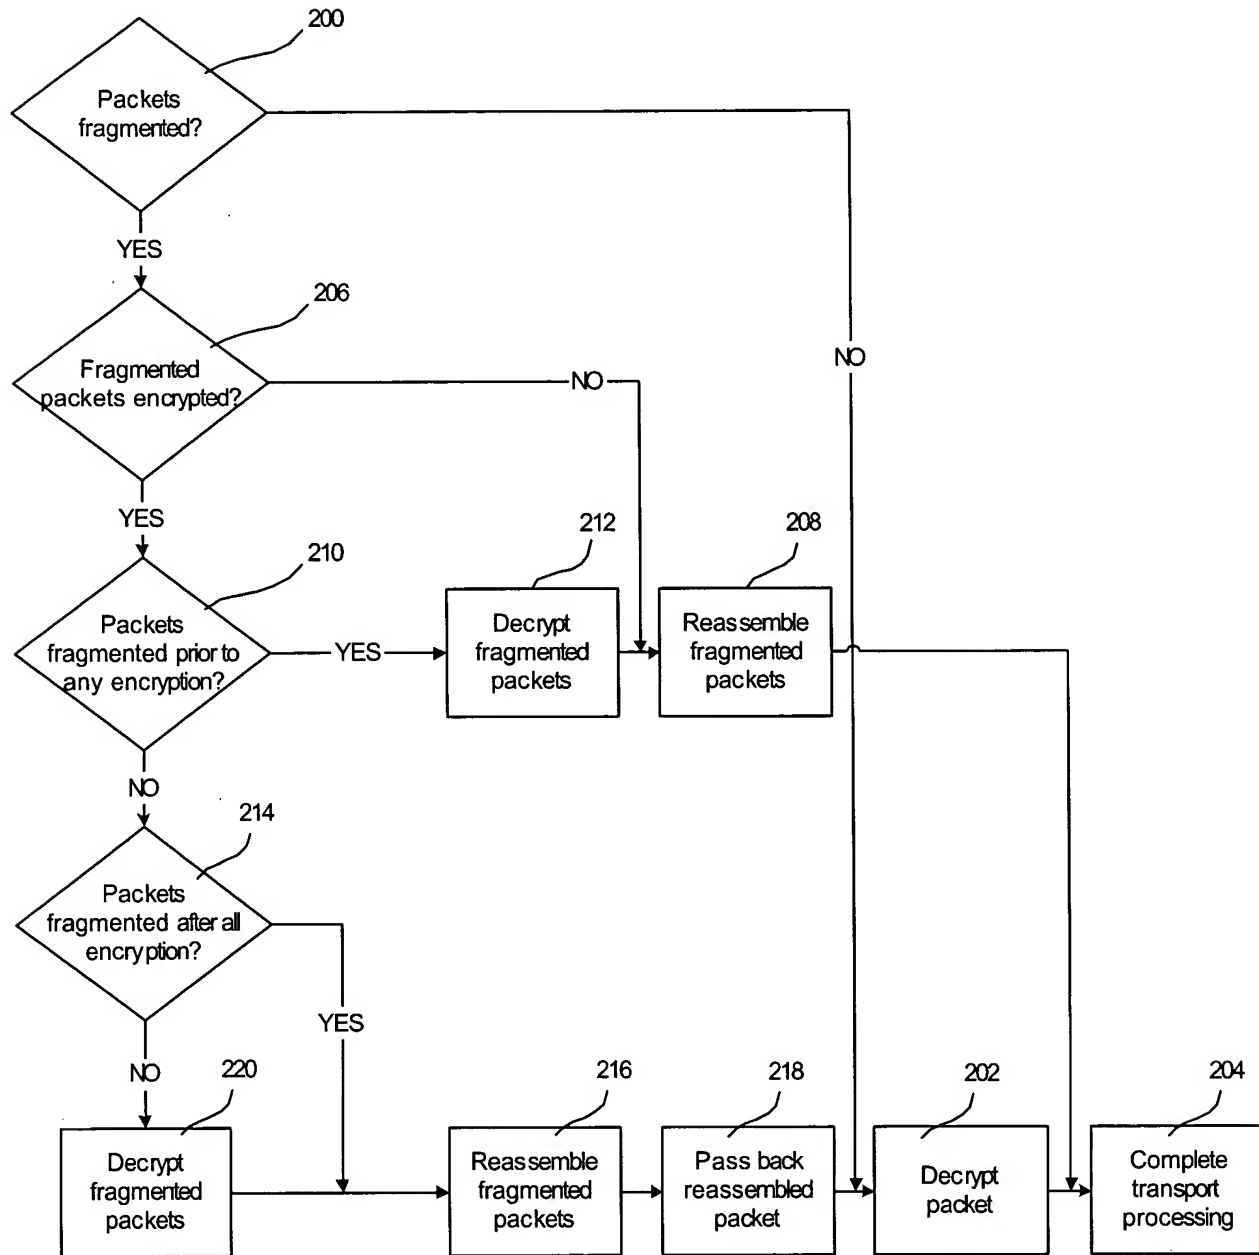 200
Packets
fragmented?
YES
206
NO
Fragmented
packets encrypted?
NO
YES
210
212
208
Packets
fragmented prior to
any encryption?
YES
Decrypt
fragmented
packets
Reassemble
fragmented
packets
NO
214
Packets
fragmented after all
encryption?
YES
NO
220
216
218
202
204
Decrypt
fragmented
packets
Reassemble
fragmented
packets
Pass back
reassembled
packet
Decrypt
packet
Complete
transport
processing